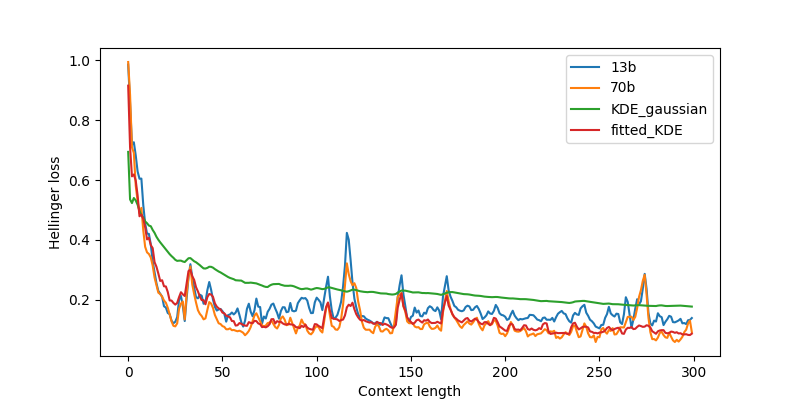 13b
70b
KDE_gaussian
fitted_KDE
Hellinger loss
1.0
0.8
0.6
0.4
0.2
0 50 100 150 200 250 300
Context length